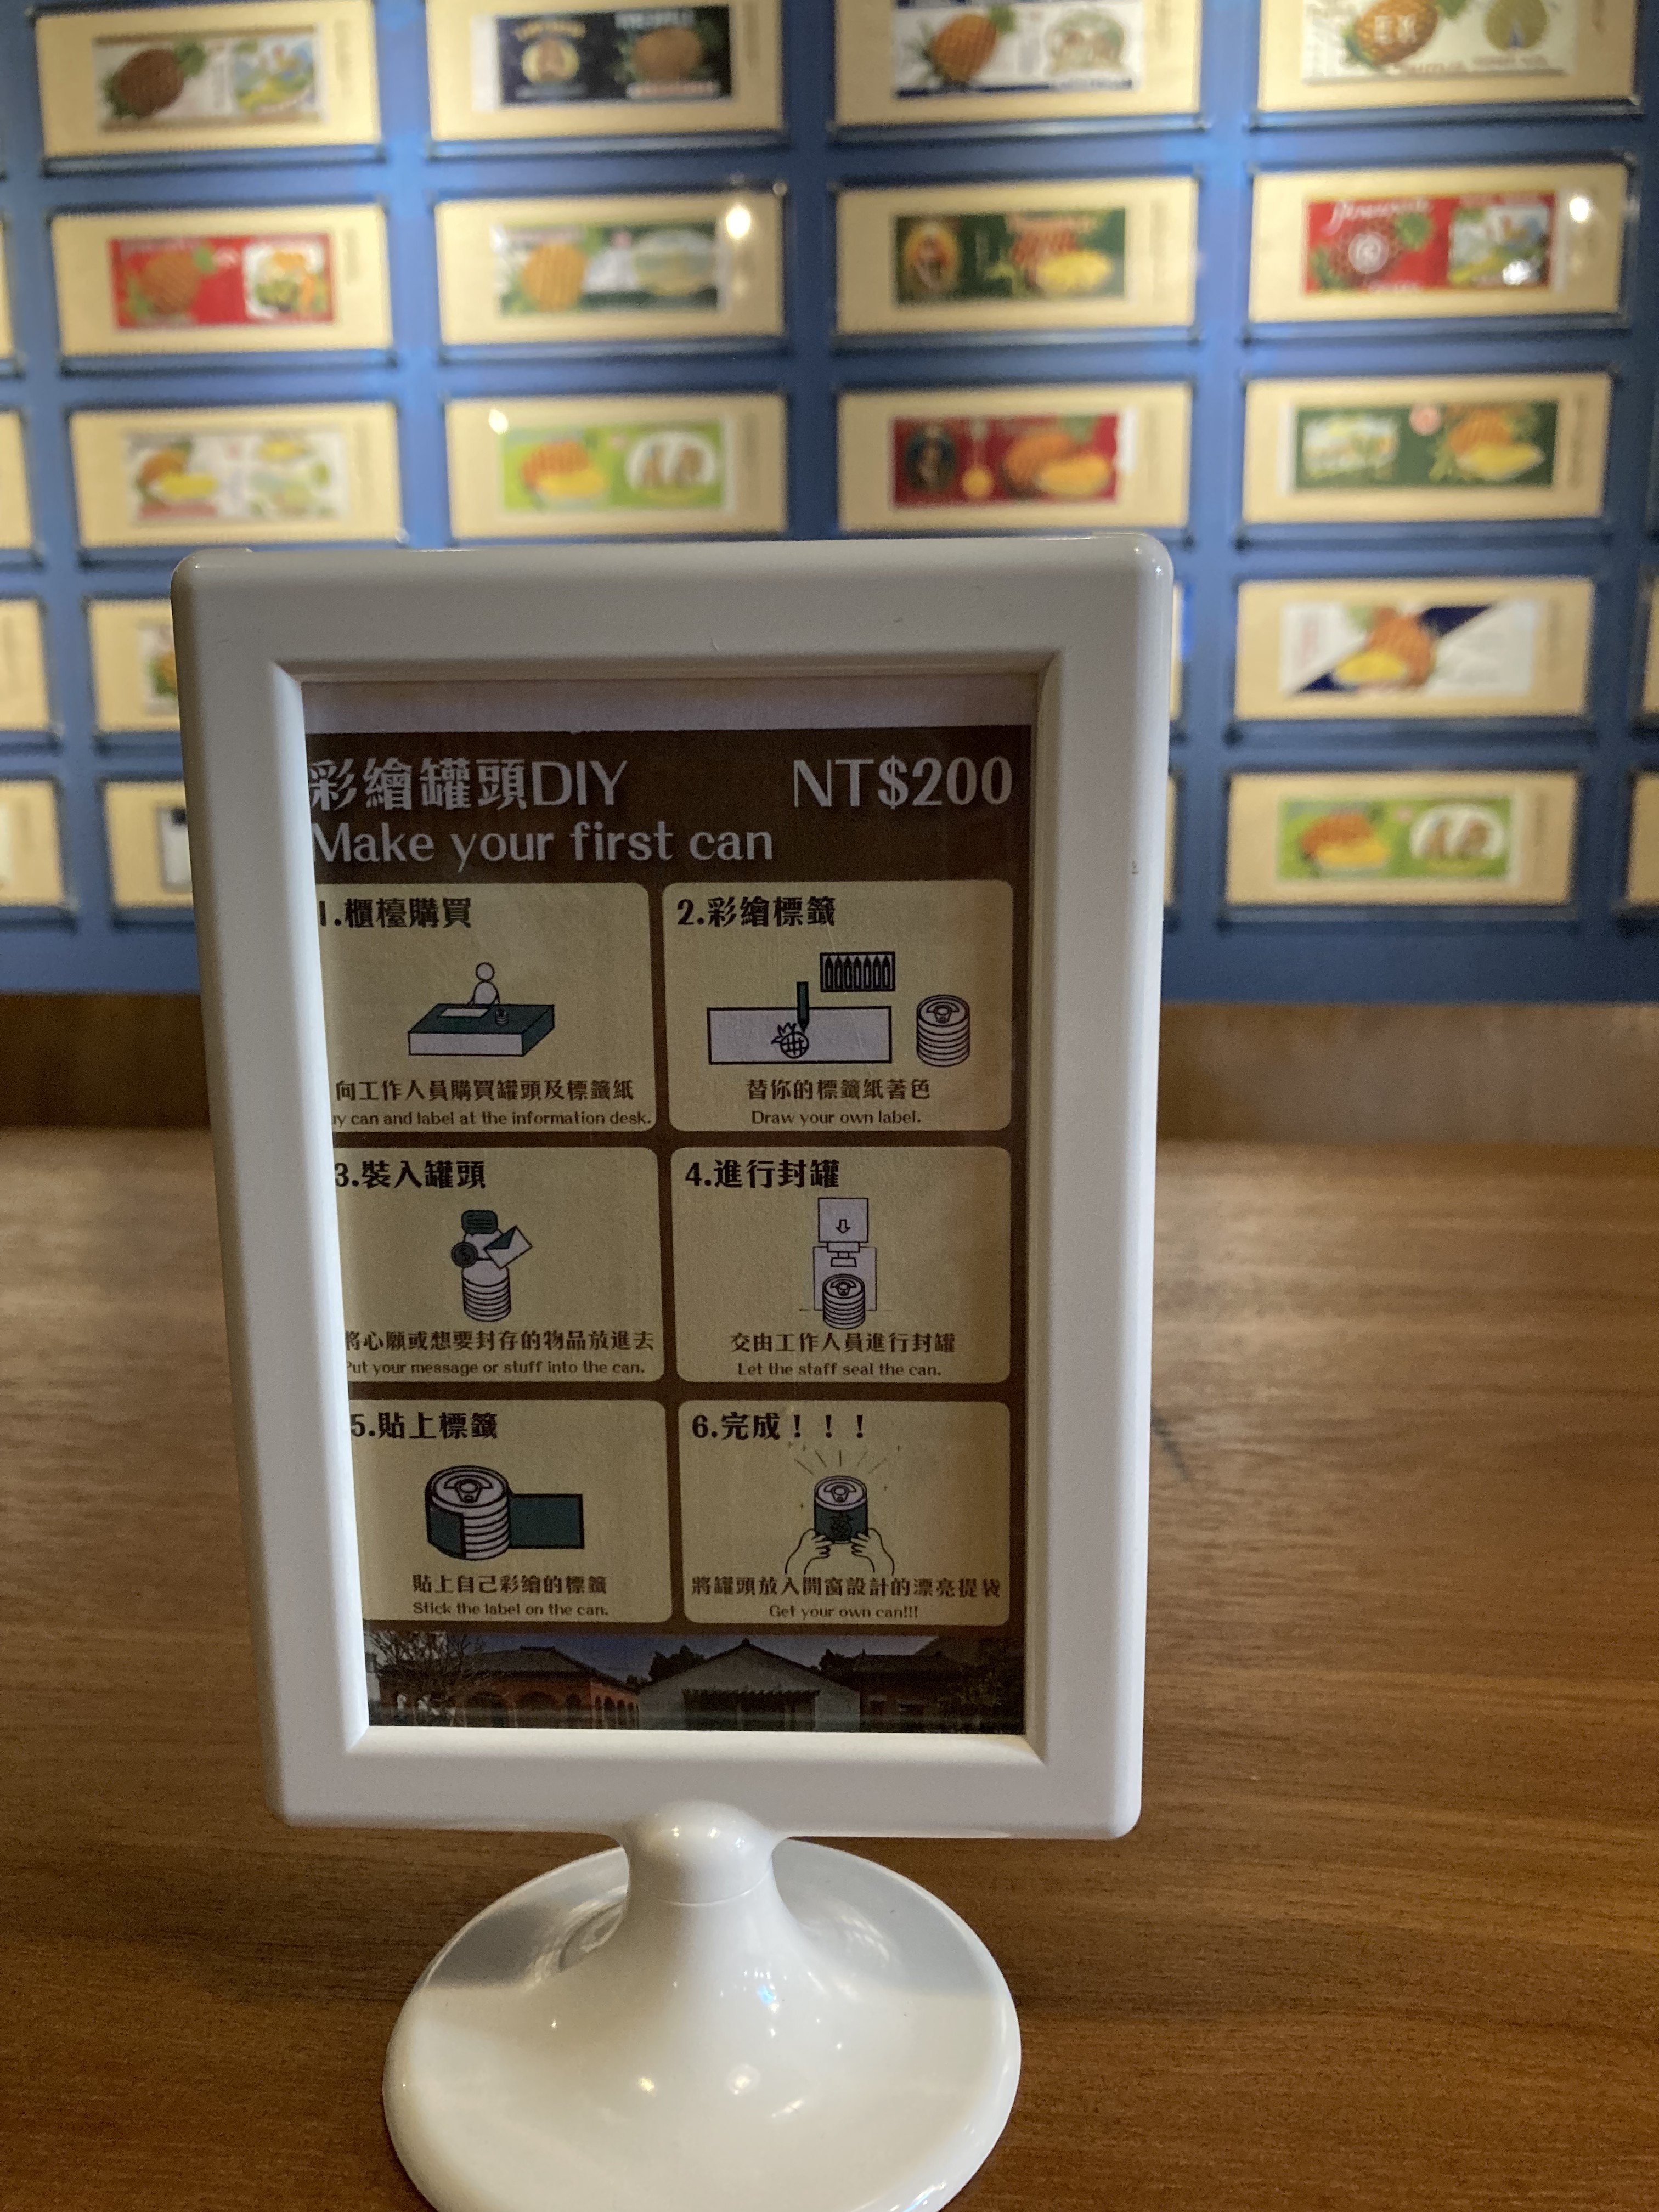 彩繪罐頭DIY NT$200
Make your first can
1.櫃檯購買
向工作人員購買罐頭及標籤紙
can and label at the information desk.
2.彩繪標籤
替你的標籤紙著色
Draw your own label.
3.裝入罐頭
將心願或想要封存的物品放進去
Put your message or stuff into the can.
4.進行封罐
交由工作人員進行封罐
Let the staff seal the can.
5.貼上標籤
貼上自己彩繪的標籤
Stick the label on the can.
6.完成！！！
將罐頭放入開窗設計的漂亮提袋
Get your own can!!!